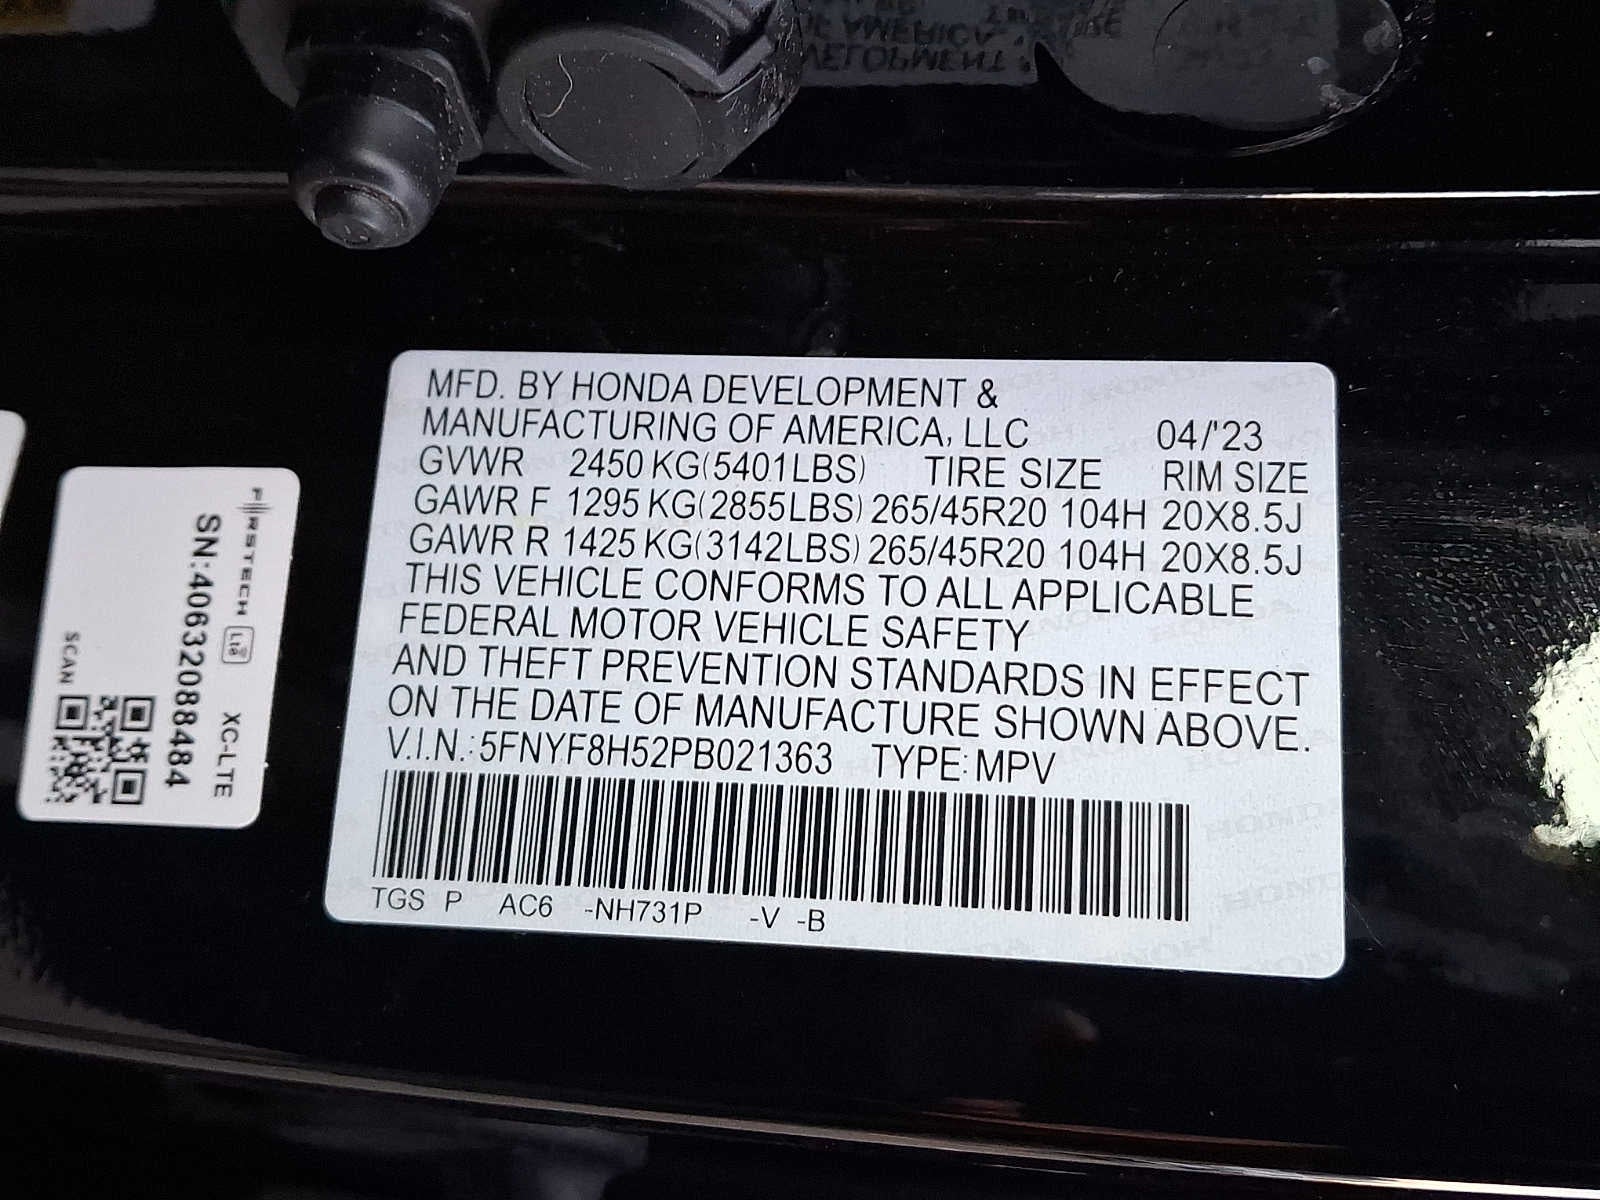 MFD. BY HONDA DEVELOPMENT &
MANUFACTURING OF AMERICA, LLC 04/'23
GVWR 2450 KG(5401LBS) TIRE SIZE RIM SIZE
GAWR F 1295 KG(2855LBS) 265/45R20 104H 20X8.5J
GAWR R 1425 KG(3142LBS) 265/45R20 104H 20X8.5J
THIS VEHICLE CONFORMS TO ALL APPLICABLE
FEDERAL MOTOR VEHICLE SAFETY
AND THEFT PREVENTION STANDARDS IN EFFECT
ON THE DATE OF MANUFACTURE SHOWN ABOVE.
V.I.N.: 5FNYF8H52PB021363 TYPE: MPV
TGS P AC6 -NH731P -V -B
FIRSTECH LTE XC-LTE
SN:40632088484
SCAN